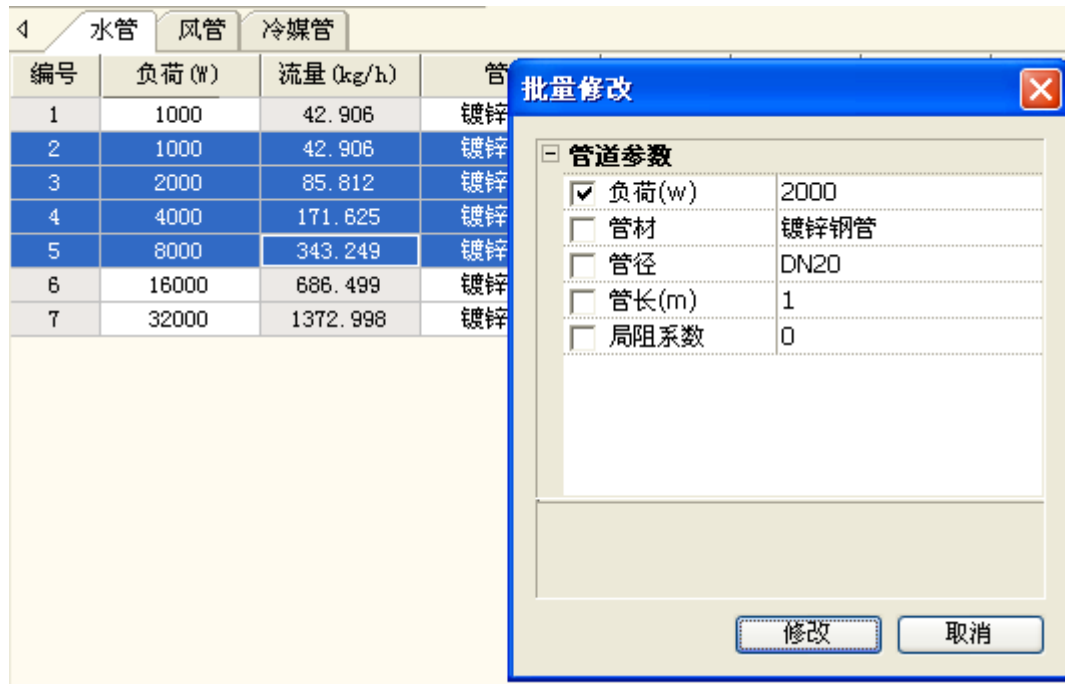 水管 风管 冷媒管
编号 负荷(W) 流量(kg/h) 管
1 1000 42.906 镀锌
2 1000 42.906 镀锌
3 2000 85.812 镀锌
4 4000 171.625 镀锌
5 8000 343.249 镀锌
6 16000 686.499 镀锌
7 32000 1372.998 镀锌
批量修改
管道参数
负荷(w) 2000
管材 镀锌钢管
管径 DN20
管长(m) 1
局阻系数 0
修改 取消